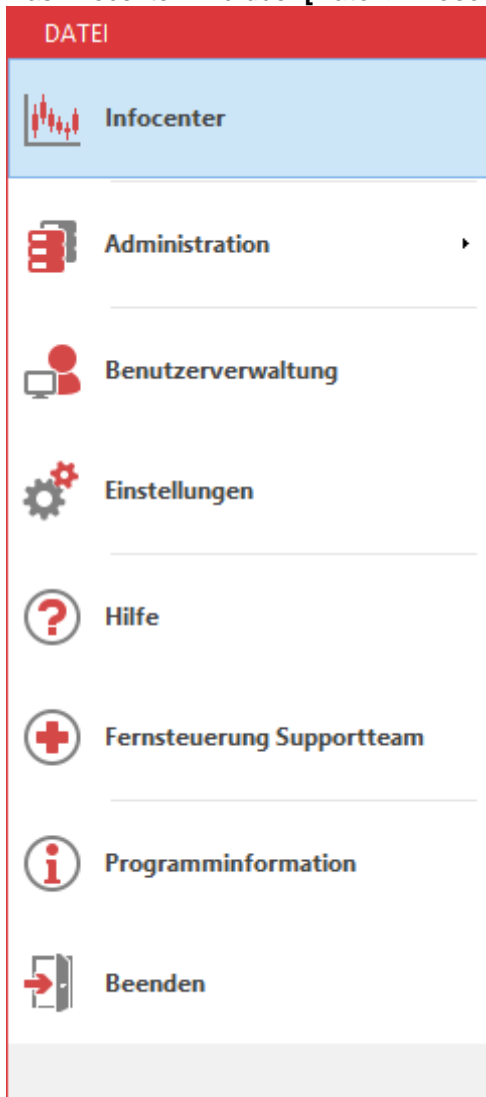 DATEI
Infocenter
Administration
Benutzerverwaltung
Einstellungen
Hilfe
Fernsteuerung Supportteam
Programminformation
Beenden